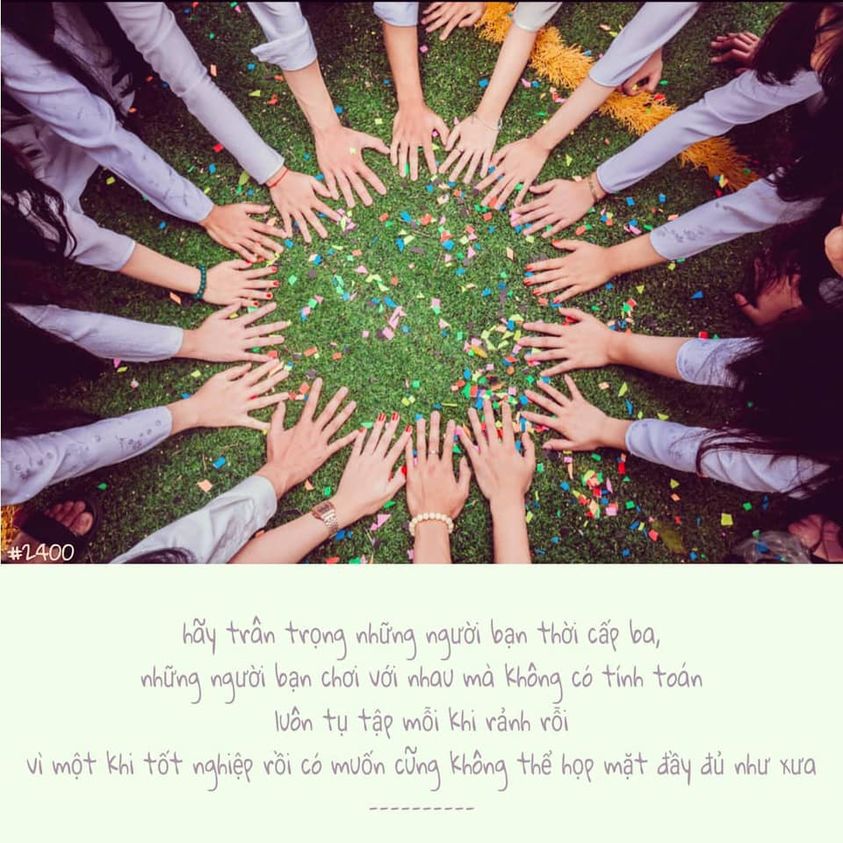 #2400
hãy trân trọng những người bạn thời cấp ba,
những người bạn chơi với nhau mà không có tính toán
luôn tụ tập mỗi khi rảnh rỗi
vì một khi tốt nghiệp rồi có muốn cũng không thể họp mặt đầy đủ như xưa
----------